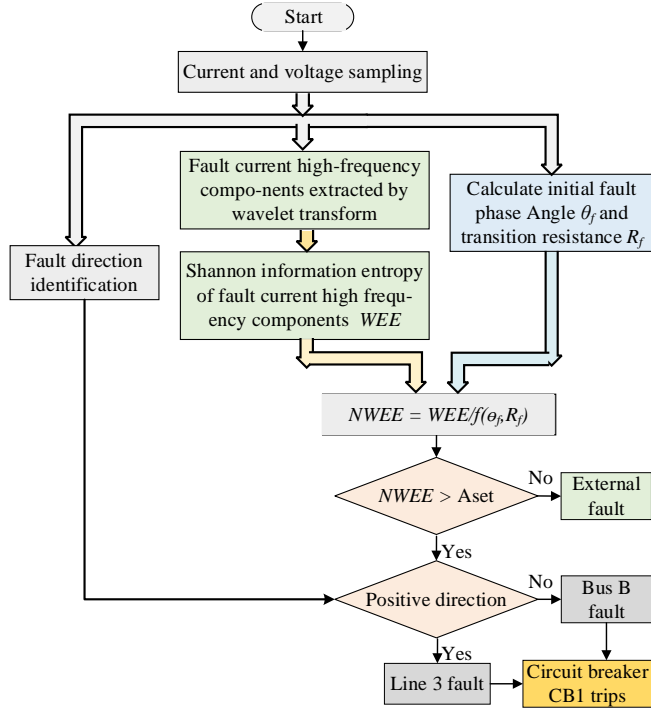 Start
Current and voltage sampling
Fault current high-frequency
compo-nents extracted by
wavelet transform
Calculate initial fault
phase Angle θf and
transition resistance Rf
Fault direction
identification
Shannon information entropy
of fault current high frequ-
ency components WEE
NWEE = WEE/f(θf,Rf)
NWEE > Aset
No
External
fault
Yes
Positive direction
No
Bus B
fault
Yes
Line 3 fault
Circuit breaker
CB1 trips